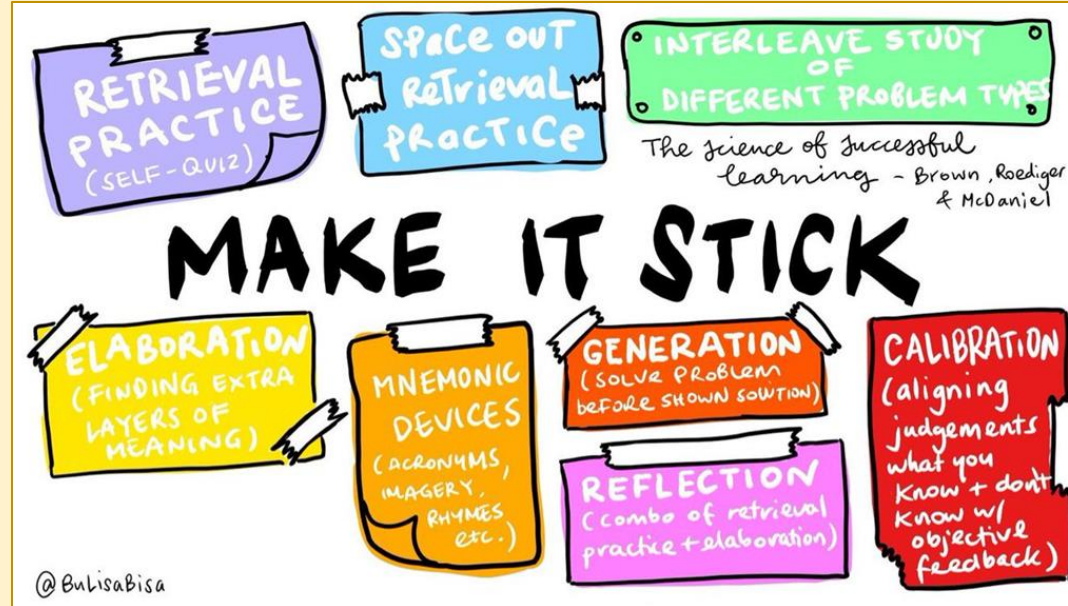 RETRIEVAL
PRACTICE
(SELF-QUIZ)
SPACE OUT
RETRIEVAL
PRACTICE
INTERLEAVE STUDY
OF
DIFFERENT PROBLEM TYPES
The science of successful
learning - Brown, Roediger
& McDaniel
MAKE IT STICK
ELABORATION
(FINDING EXTRA
LAYERS OF
MEANING)
MNEMONIC
DEVICES
(ACRONYMS,
IMAGERY,
RHYMES
etc.)
GENERATION
(SOLVE PROBLEM
BEFORE SHOWN SOLUTION)
REFLECTION
(combo of retrieval
practice + elaboration)
CALIBRATION
(aligning
judgements
what you
know + don't
know w/
objective
feedback)
@BuLisaBisa